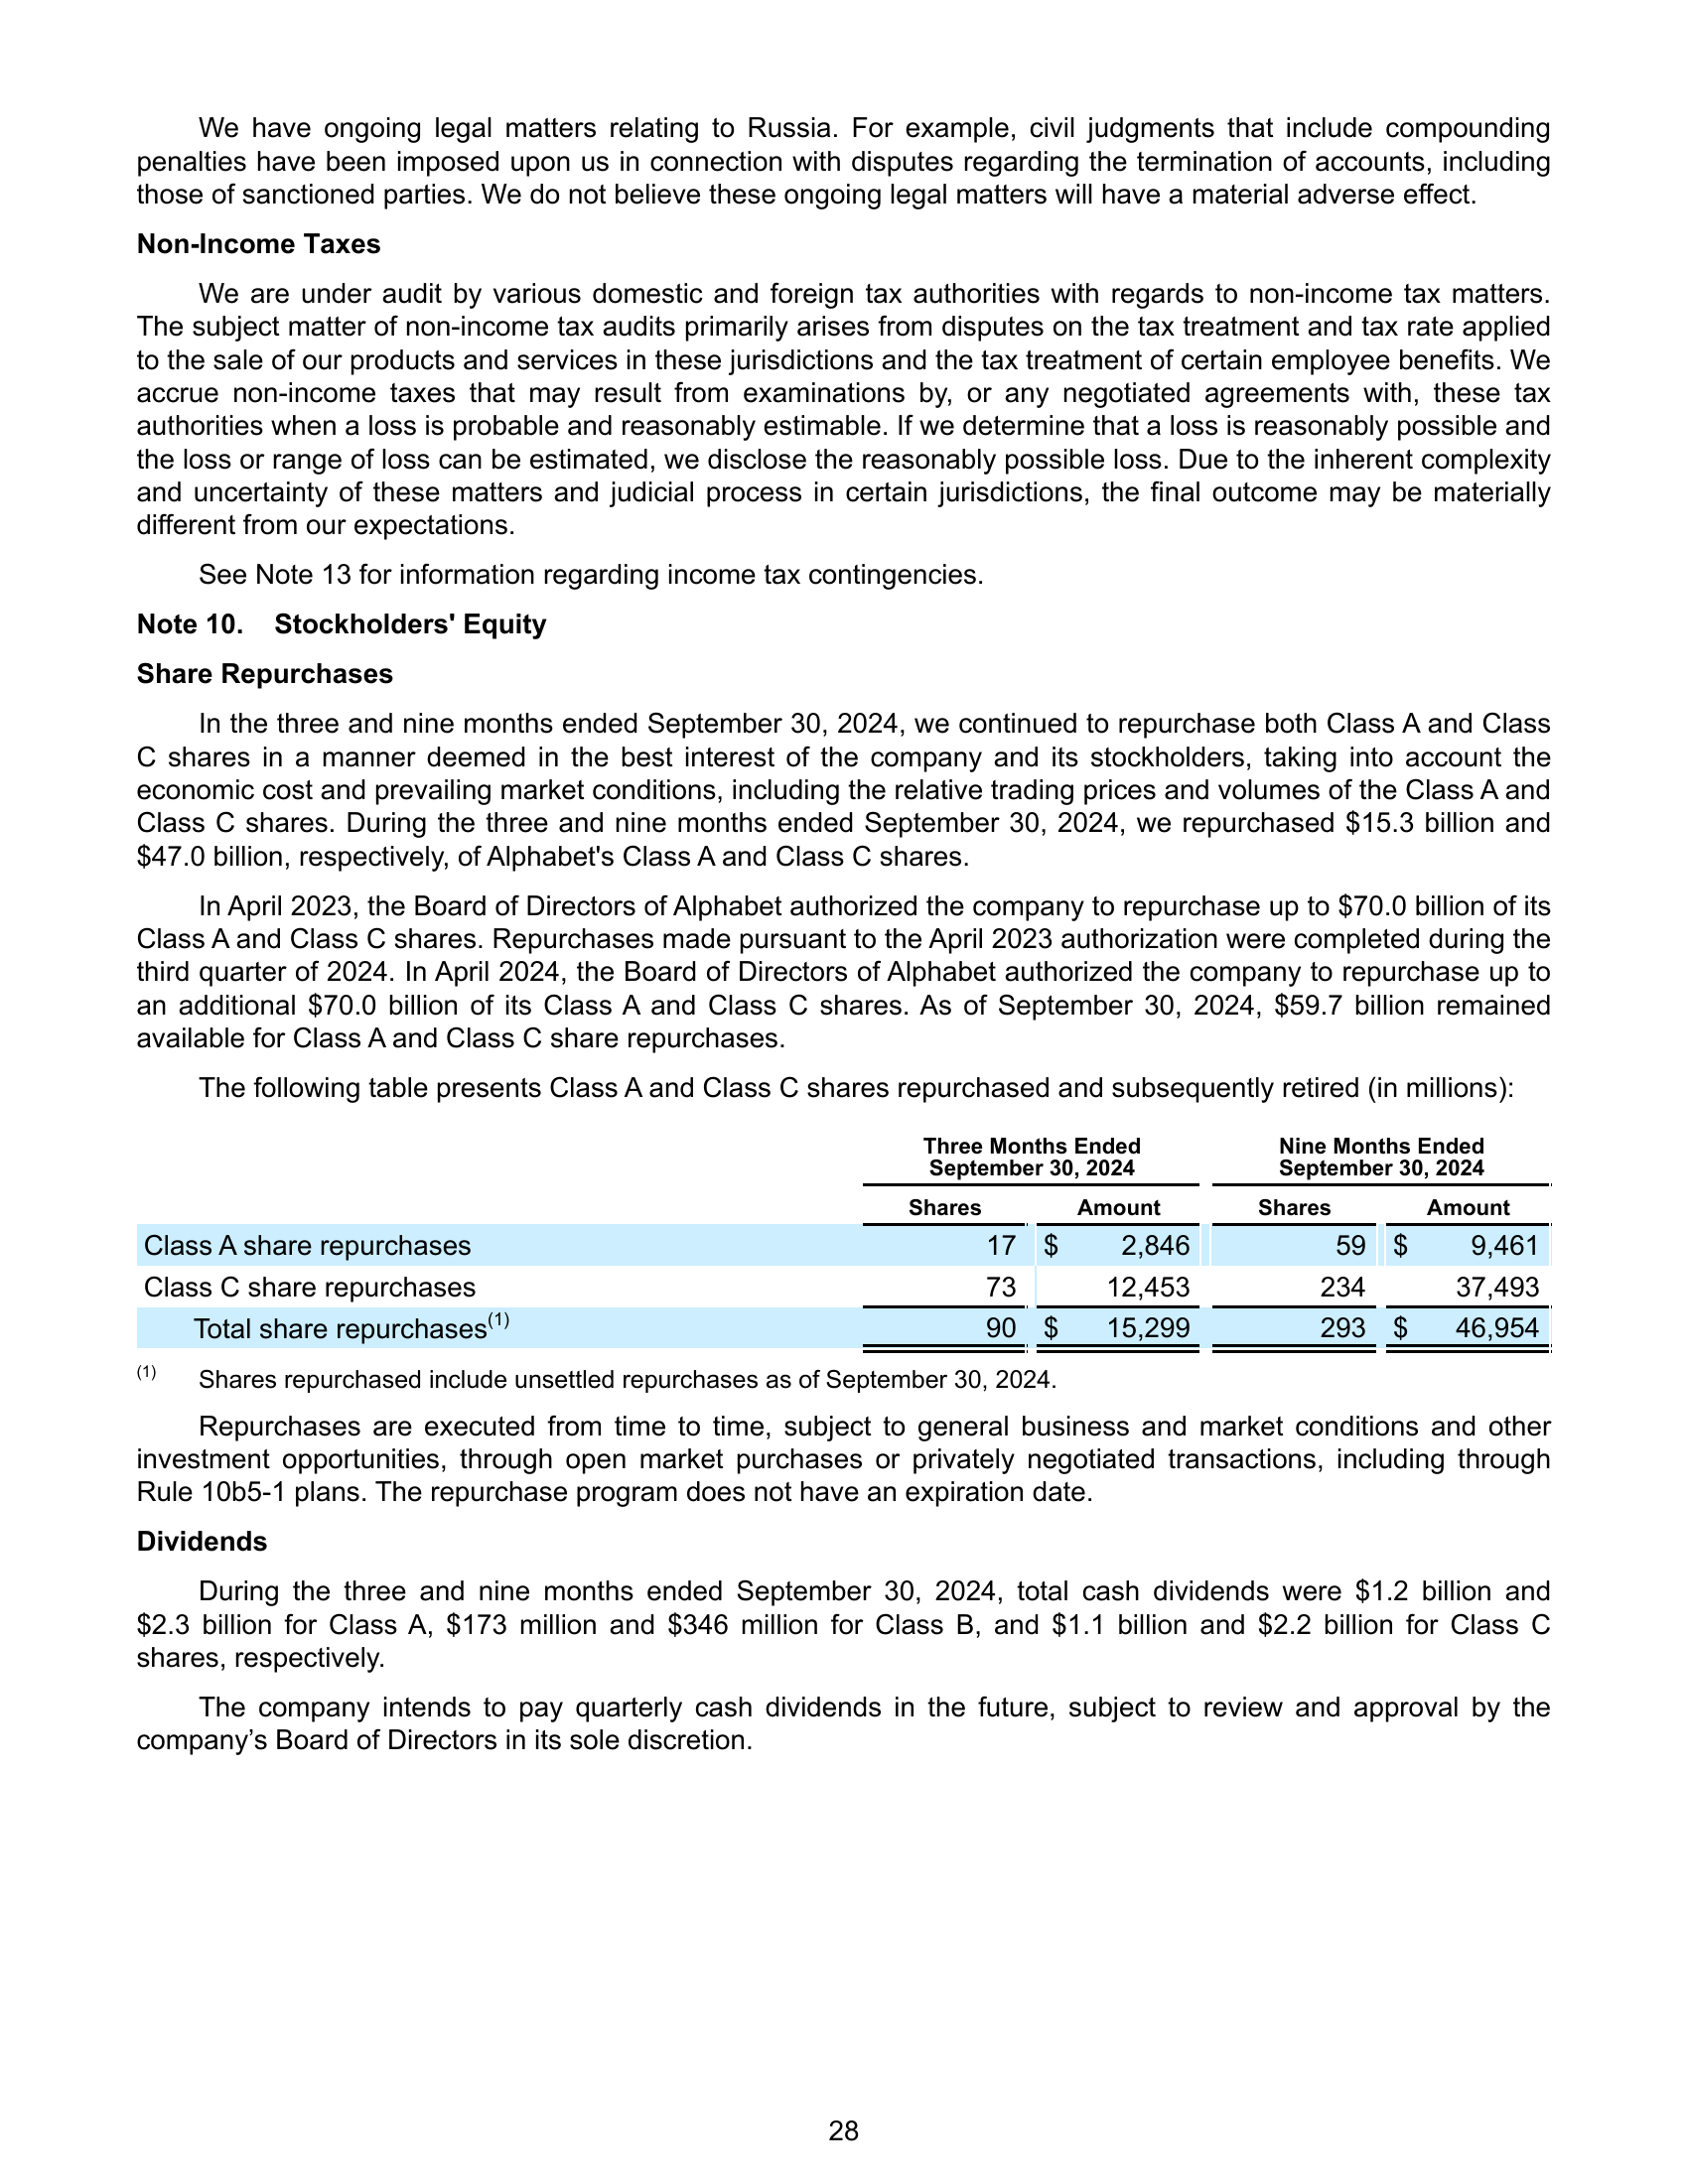 We have ongoing legal matters relating to Russia. For example, civil judgments that include compounding
penalties have been imposed upon us in connection with disputes regarding the termination of accounts, including
those of sanctioned parties. We do not believe these ongoing legal matters will have a material adverse effect.
Non-Income Taxes
We are under audit by various domestic and foreign tax authorities with regards to non-income tax matters.
The subject matter of non-income tax audits primarily arises from disputes on the tax treatment and tax rate applied
to the sale of our products and services in these jurisdictions and the tax treatment of certain employee benefits. We
accrue non-income taxes that may result from examinations by, or any negotiated agreements with, these tax
authorities when a loss is probable and reasonably estimable. If we determine that a loss is reasonably possible and
the loss or range of loss can be estimated, we disclose the reasonably possible loss. Due to the inherent complexity
and uncertainty of these matters and judicial process in certain jurisdictions, the final outcome may be materially
different from our expectations.
See Note 13 for information regarding income tax contingencies.
Note 10. Stockholders' Equity
Share Repurchases
In the three and nine months ended September 30, 2024, we continued to repurchase both Class A and Class
C shares in a manner deemed in the best interest of the company and its stockholders, taking into account the
economic cost and prevailing market conditions, including the relative trading prices and volumes of the Class A and
Class C shares. During the three and nine months ended September 30, 2024, we repurchased $15.3 billion and
$47.0 billion, respectively, of Alphabet's Class A and Class C shares.
In April 2023, the Board of Directors of Alphabet authorized the company to repurchase up to $70.0 billion of its
Class A and Class C shares. Repurchases made pursuant to the April 2023 authorization were completed during the
third quarter of 2024. In April 2024, the Board of Directors of Alphabet authorized the company to repurchase up to
an additional $70.0 billion of its Class A and Class C shares. As of September 30, 2024, $59.7 billion remained
available for Class A and Class C share repurchases.
The following table presents Class A and Class C shares repurchased and subsequently retired (in millions):
Three Months Ended Nine Months Ended
September 30, 2024 September 30, 2024
Shares Amount Shares Amount
Class A share repurchases 17 $ 2,846 59 $ 9,461
Class C share repurchases 73 12,453 234 37,493
Total share repurchases(1) 90 $ 15,299 293 $ 46,954
(1) Shares repurchased include unsettled repurchases as of September 30, 2024.
Repurchases are executed from time to time, subject to general business and market conditions and other
investment opportunities, through open market purchases or privately negotiated transactions, including through
Rule 10b5-1 plans. The repurchase program does not have an expiration date.
Dividends
During the three and nine months ended September 30, 2024, total cash dividends were $1.2 billion and
$2.3 billion for Class A, $173 million and $346 million for Class B, and $1.1 billion and $2.2 billion for Class C
shares, respectively.
The company intends to pay quarterly cash dividends in the future, subject to review and approval by the
company’s Board of Directors in its sole discretion.
28